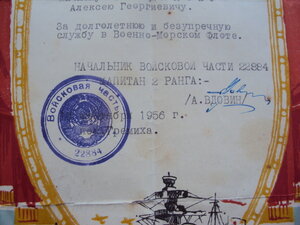 Алексею Георгиевичу.
За долголетнюю и безупречную
службу в Военно-Морском Флоте.
НАЧАЛЬНИК ВОЙСКОВОЙ ЧАСТИ 22884
КАПИТАН 2 РАНГА:-
/А.ВДОВИН/
Войсковая часть
22884
1956 г.